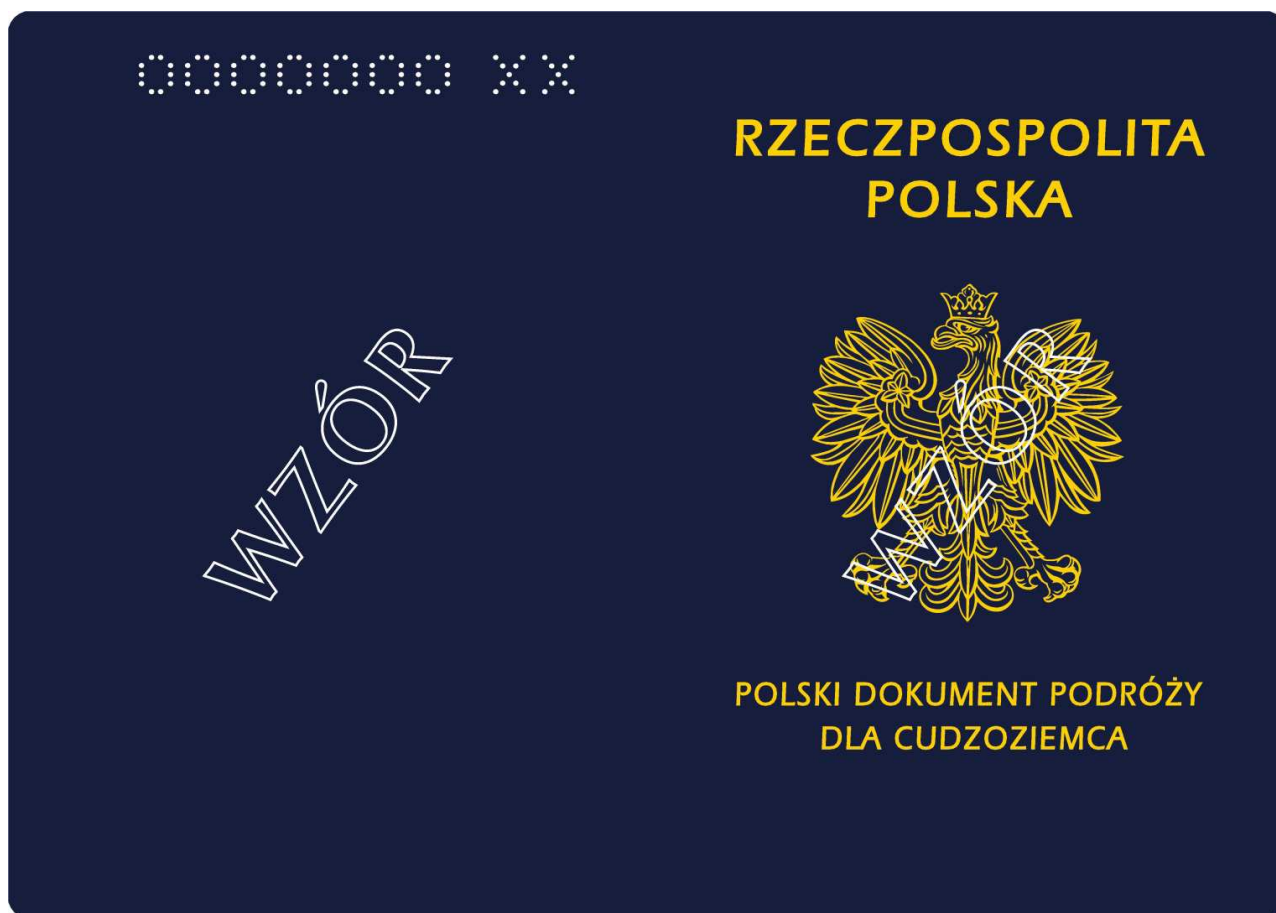 0000000 XX
WZÓR
RZECZPOSPOLITA
POLSKA
WZÓR
POLSKI DOKUMENT PODRÓŻY
DLA CUDZOZIEMCA